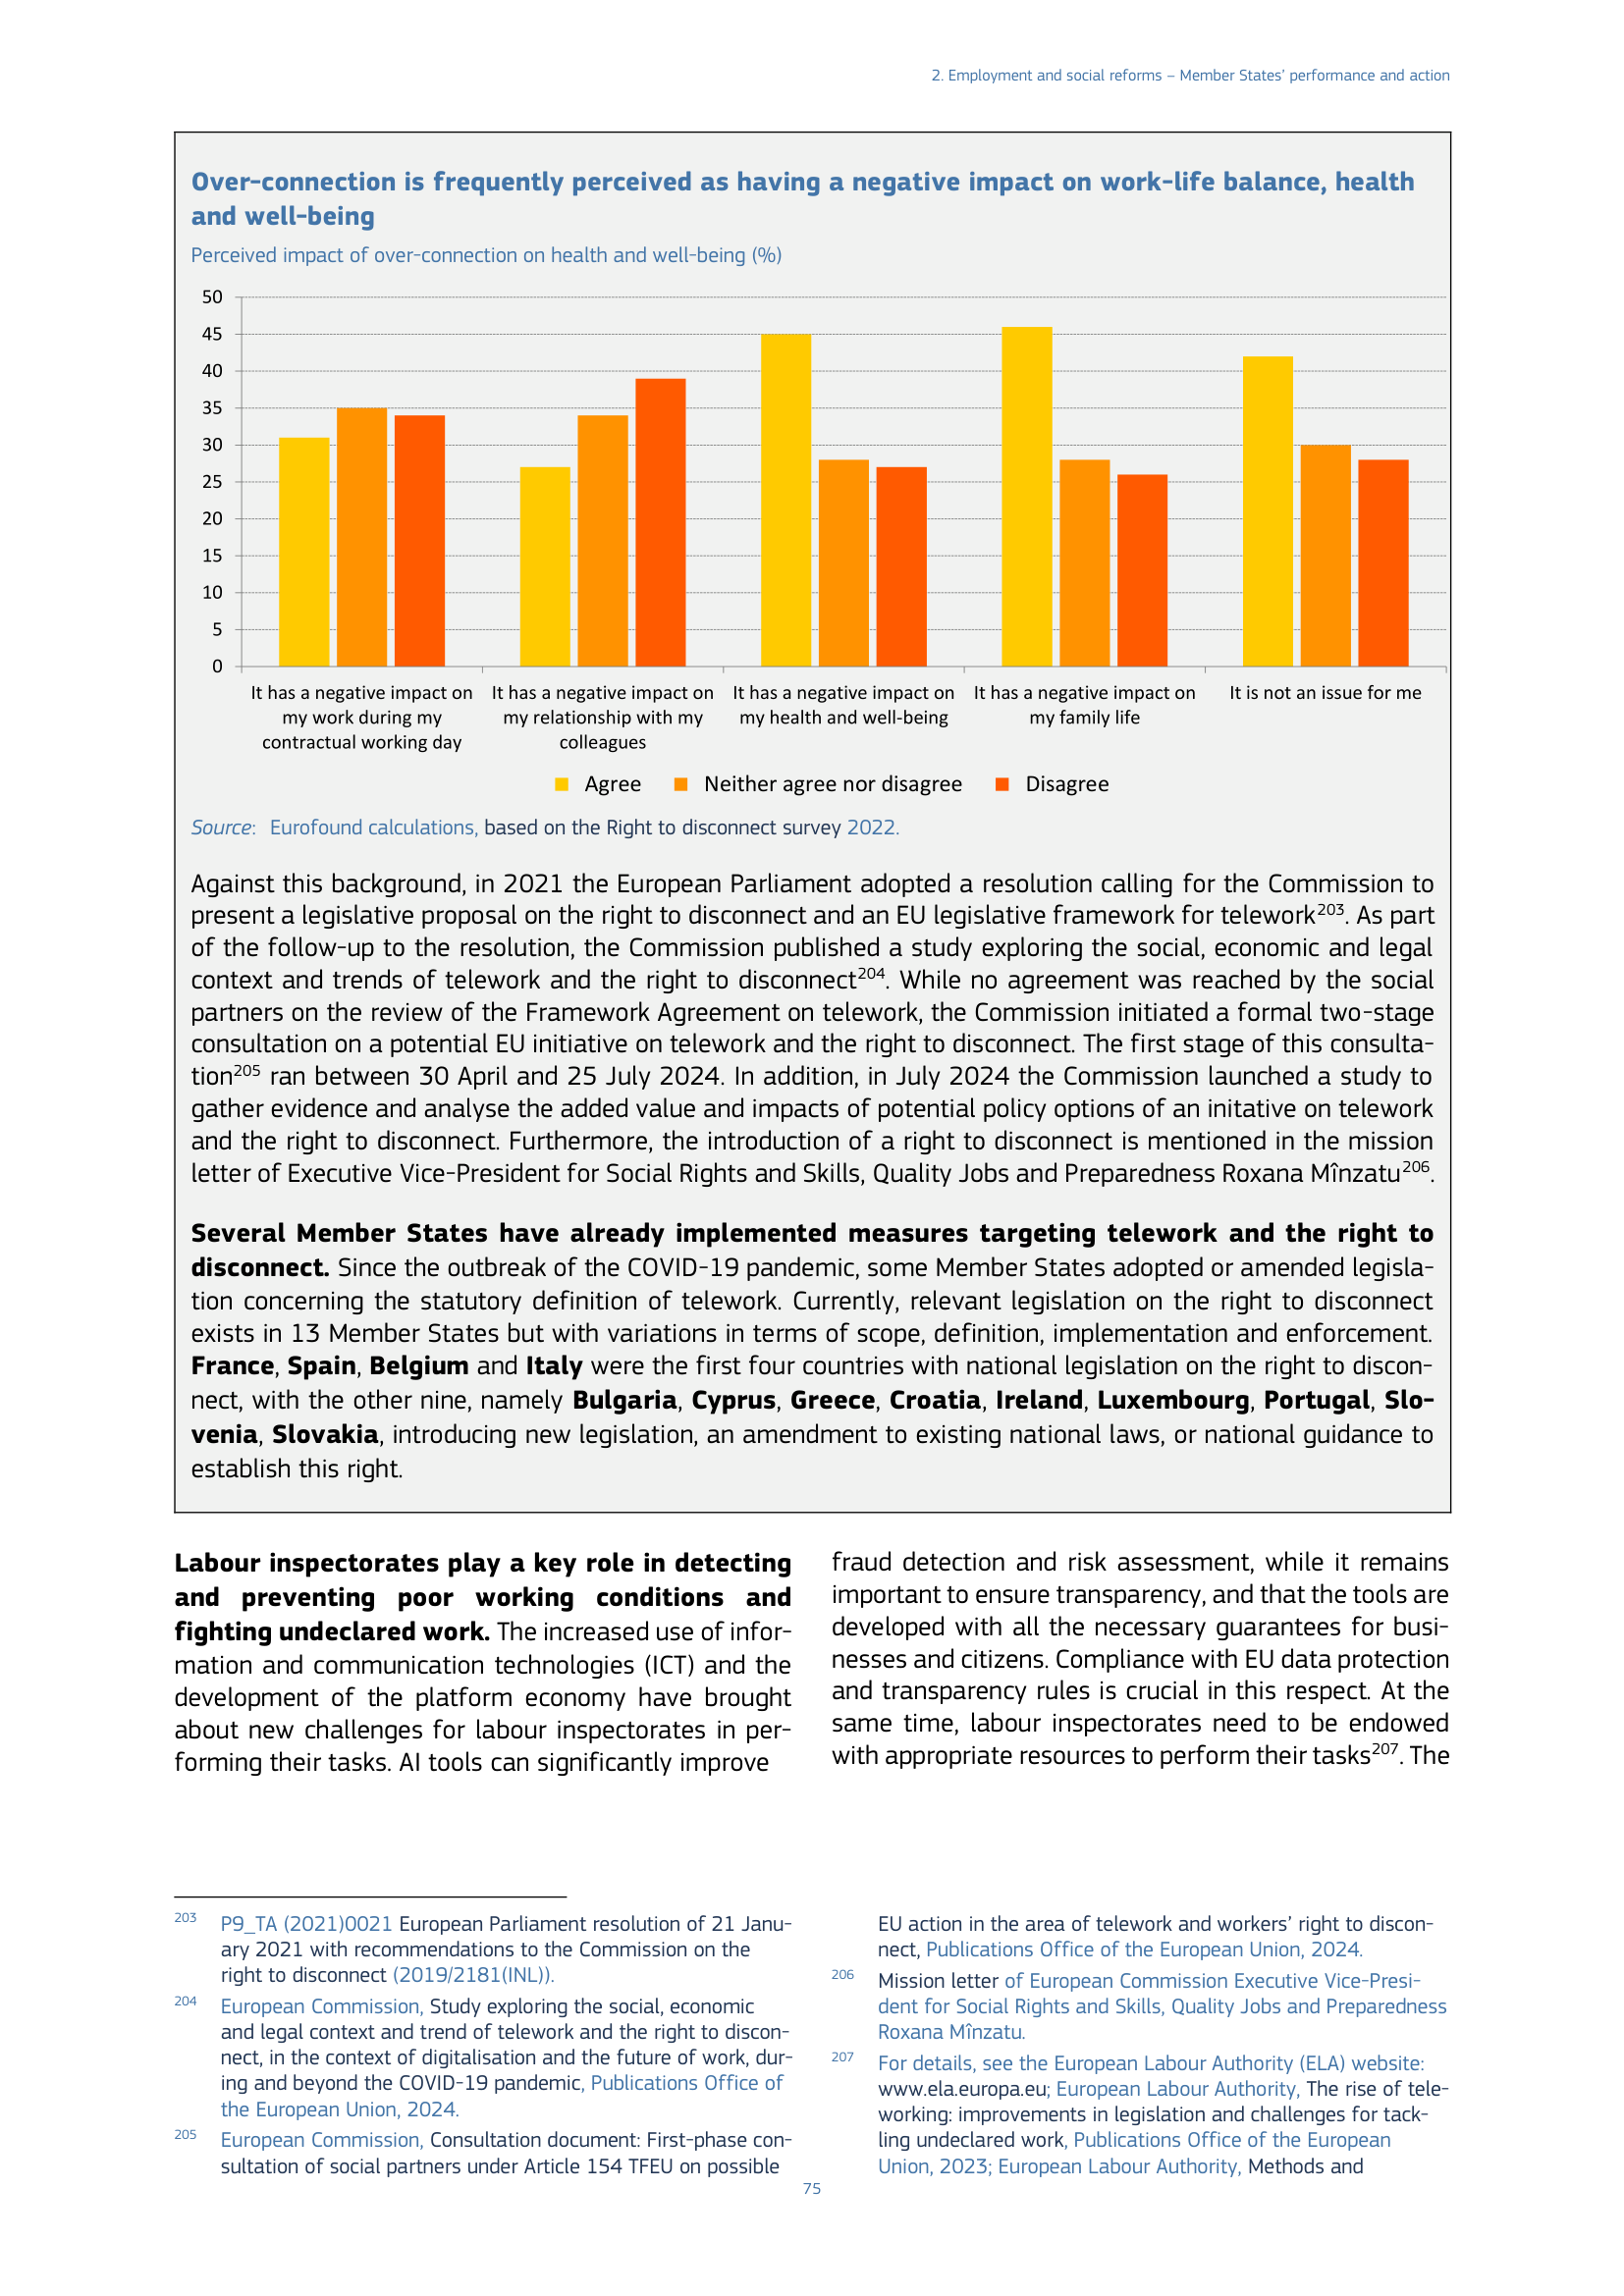 2. Employment and social reforms – Member States’ performance and action
Over-connection is frequently perceived as having a negative impact on work-life balance, health
and well-being
Perceived impact of over-connection on health and well-being (%)
50
45
40
35
30
25
20
15
10
5
0
It has a negative impact on
my work during my
contractual working day
It has a negative impact on
my relationship with my
colleagues
It has a negative impact on
my health and well-being
It has a negative impact on
my family life
It is not an issue for me
Agree Neither agree nor disagree Disagree
Source: Eurofound calculations, based on the Right to disconnect survey 2022.
Against this background, in 2021 the European Parliament adopted a resolution calling for the Commission to
present a legislative proposal on the right to disconnect and an EU legislative framework for telework203. As part
of the follow-up to the resolution, the Commission published a study exploring the social, economic and legal
context and trends of telework and the right to disconnect204. While no agreement was reached by the social
partners on the review of the Framework Agreement on telework, the Commission initiated a formal two-stage
consultation on a potential EU initiative on telework and the right to disconnect. The first stage of this consulta-
tion205 ran between 30 April and 25 July 2024. In addition, in July 2024 the Commission launched a study to
gather evidence and analyse the added value and impacts of potential policy options of an initative on telework
and the right to disconnect. Furthermore, the introduction of a right to disconnect is mentioned in the mission
letter of Executive Vice-President for Social Rights and Skills, Quality Jobs and Preparedness Roxana Mînzatu206.
Several Member States have already implemented measures targeting telework and the right to
disconnect. Since the outbreak of the COVID-19 pandemic, some Member States adopted or amended legisla-
tion concerning the statutory definition of telework. Currently, relevant legislation on the right to disconnect
exists in 13 Member States but with variations in terms of scope, definition, implementation and enforcement.
France, Spain, Belgium and Italy were the first four countries with national legislation on the right to discon-
nect, with the other nine, namely Bulgaria, Cyprus, Greece, Croatia, Ireland, Luxembourg, Portugal, Slo-
venia, Slovakia, introducing new legislation, an amendment to existing national laws, or national guidance to
establish this right.
Labour inspectorates play a key role in detecting
and preventing poor working conditions and
fighting undeclared work. The increased use of infor-
mation and communication technologies (ICT) and the
development of the platform economy have brought
about new challenges for labour inspectorates in per-
forming their tasks. AI tools can significantly improve
fraud detection and risk assessment, while it remains
important to ensure transparency, and that the tools are
developed with all the necessary guarantees for busi-
nesses and citizens. Compliance with EU data protection
and transparency rules is crucial in this respect. At the
same time, labour inspectorates need to be endowed
with appropriate resources to perform their tasks207. The
203 P9_TA (2021)0021 European Parliament resolution of 21 Janu-
ary 2021 with recommendations to the Commission on the
right to disconnect (2019/2181(INL)).
204 European Commission, Study exploring the social, economic
and legal context and trend of telework and the right to discon-
nect, in the context of digitalisation and the future of work, dur-
ing and beyond the COVID-19 pandemic, Publications Office of
the European Union, 2024.
205 European Commission, Consultation document: First-phase con-
sultation of social partners under Article 154 TFEU on possible
EU action in the area of telework and workers’ right to discon-
nect, Publications Office of the European Union, 2024.
206 Mission letter of European Commission Executive Vice-Presi-
dent for Social Rights and Skills, Quality Jobs and Preparedness
Roxana Mînzatu.
207 For details, see the European Labour Authority (ELA) website:
www.ela.europa.eu; European Labour Authority, The rise of tele-
working: improvements in legislation and challenges for tack-
ling undeclared work, Publications Office of the European
Union, 2023; European Labour Authority, Methods and
75